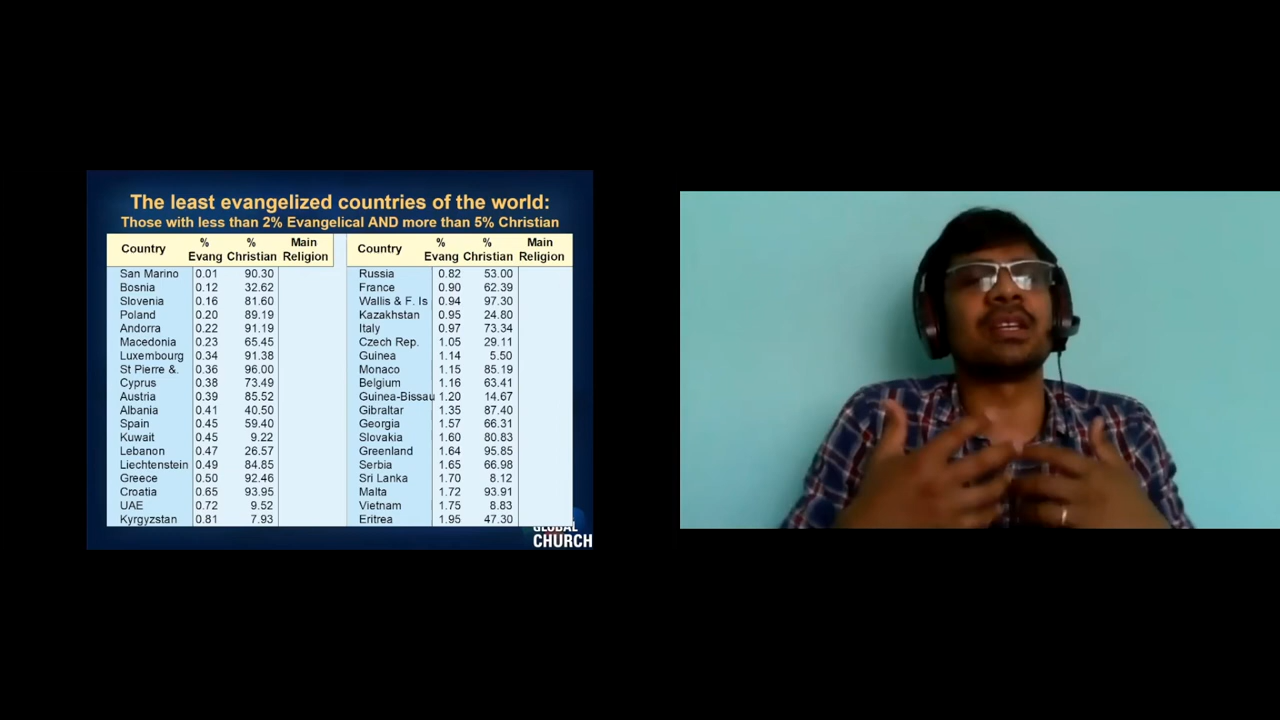 The least evangelized countries of the world:
Those with less than 2% Evangelical AND more than 5% Christian
Country % Evang % Christian Main Religion
San Marino 0.01 90.30
Bosnia 0.12 32.62
Slovenia 0.16 81.60
Poland 0.20 89.19
Andorra 0.22 91.19
Macedonia 0.23 65.45
Luxembourg 0.34 91.38
St Pierre &. 0.36 96.00
Cyprus 0.38 73.49
Austria 0.39 85.52
Albania 0.41 40.50
Spain 0.45 59.40
Kuwait 0.45 9.22
Lebanon 0.47 26.57
Liechtenstein 0.49 84.85
Greece 0.50 92.46
Croatia 0.65 93.95
UAE 0.72 9.52
Kyrgyzstan 0.81 7.93
Country % Evang % Christian Main Religion
Russia 0.82 53.00
France 0.90 62.39
Wallis & F. Is 0.94 97.30
Kazakhstan 0.95 24.80
Italy 0.97 73.34
Czech Rep. 1.05 29.11
Guinea 1.14 5.50
Monaco 1.15 85.19
Belgium 1.16 63.41
Guinea-Bissau 1.20 14.67
Gibraltar 1.35 87.40
Georgia 1.57 66.31
Slovakia 1.60 80.83
Greenland 1.64 95.85
Serbia 1.65 66.98
Sri Lanka 1.70 8.12
Malta 1.72 93.91
Vietnam 1.75 8.83
Eritrea 1.95 47.30
GLOBAL
CHURCH